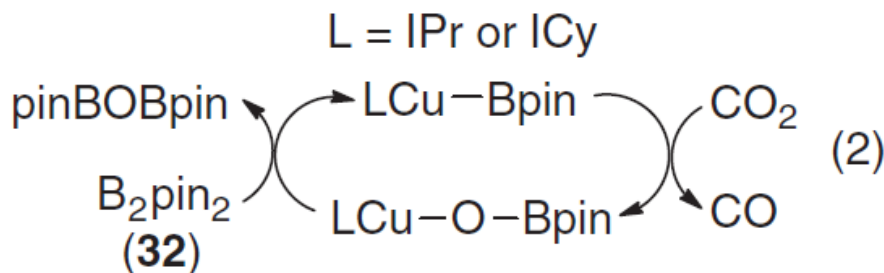 L = IPr or ICy
pinBOBpin LCu−Bpin CO₂
(2)
B₂pin₂ LCu−O−Bpin CO
(32)